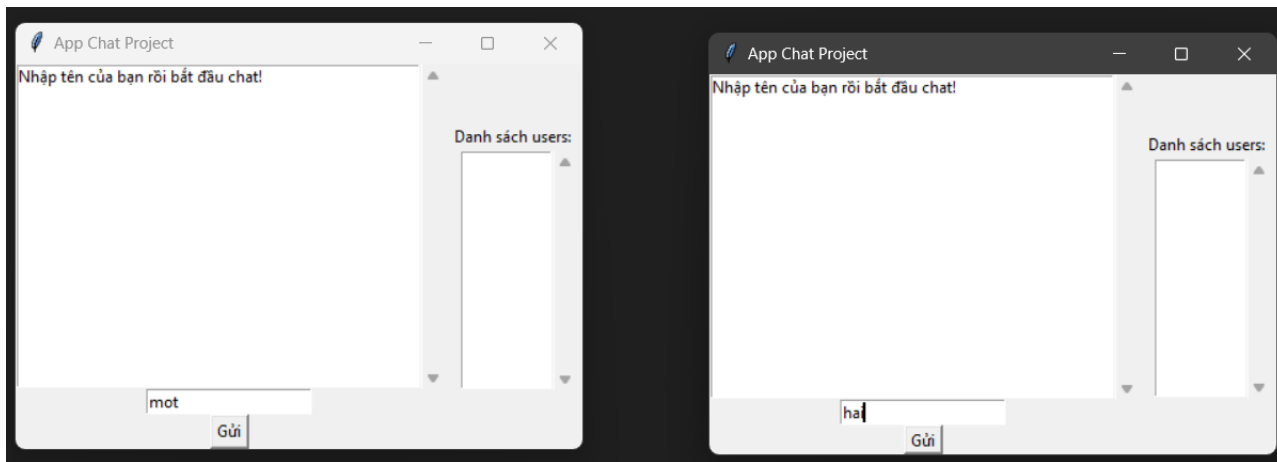 App Chat Project
Nhập tên của bạn rồi bắt đầu chat!
Danh sách users:
mot
Gửi
App Chat Project
Nhập tên của bạn rồi bắt đầu chat!
Danh sách users:
hai
Gửi